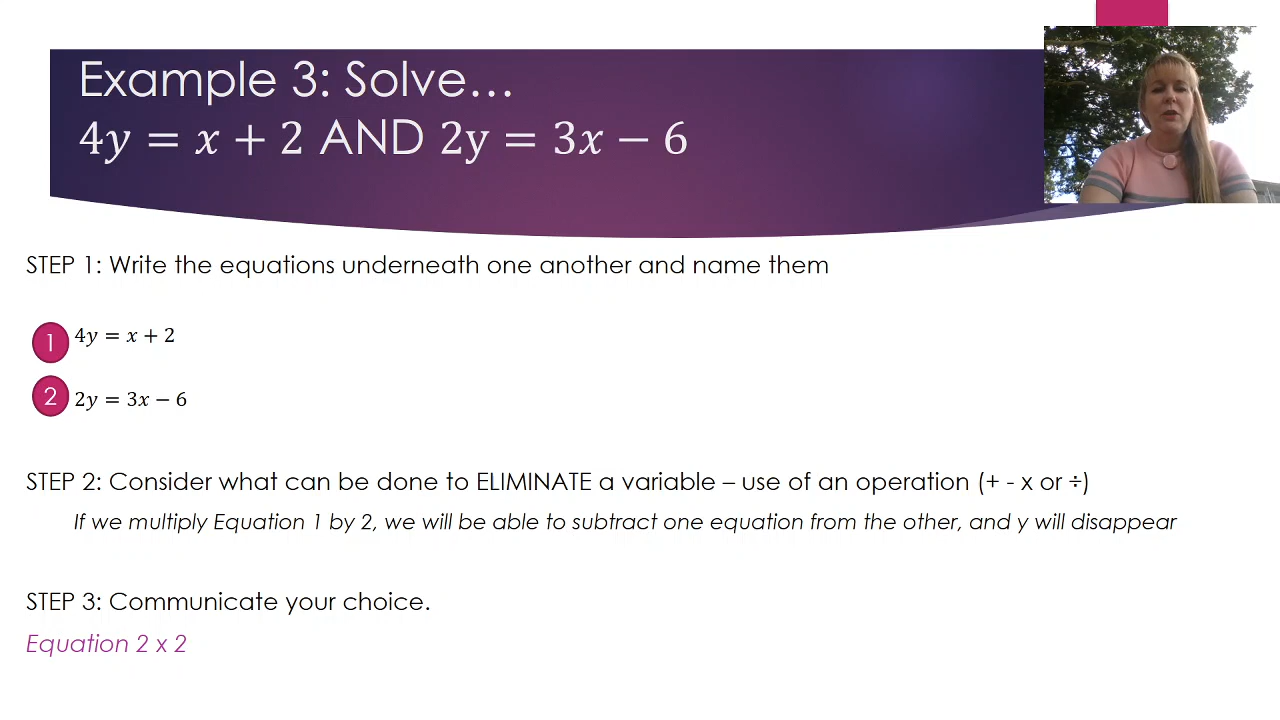 Example 3: Solve…
4y = x + 2 AND 2y = 3x − 6
STEP 1: Write the equations underneath one another and name them
1 4y = x + 2
2 2y = 3x − 6
STEP 2: Consider what can be done to ELIMINATE a variable – use of an operation (+ - x or ÷)
If we multiply Equation 1 by 2, we will be able to subtract one equation from the other, and y will disappear
STEP 3: Communicate your choice.
Equation 2 x 2